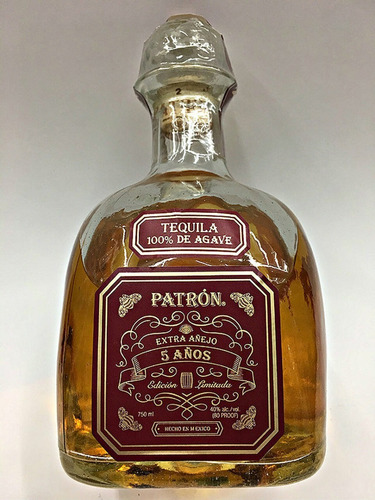 2
TEQUILA
100% DE AGAVE
PATRÓN.
EXTRA AÑEJO
5 AÑOS
Edición Limitada
750 ml
40% alc./vol.
(80 PROOF)
HECHO EN MEXICO